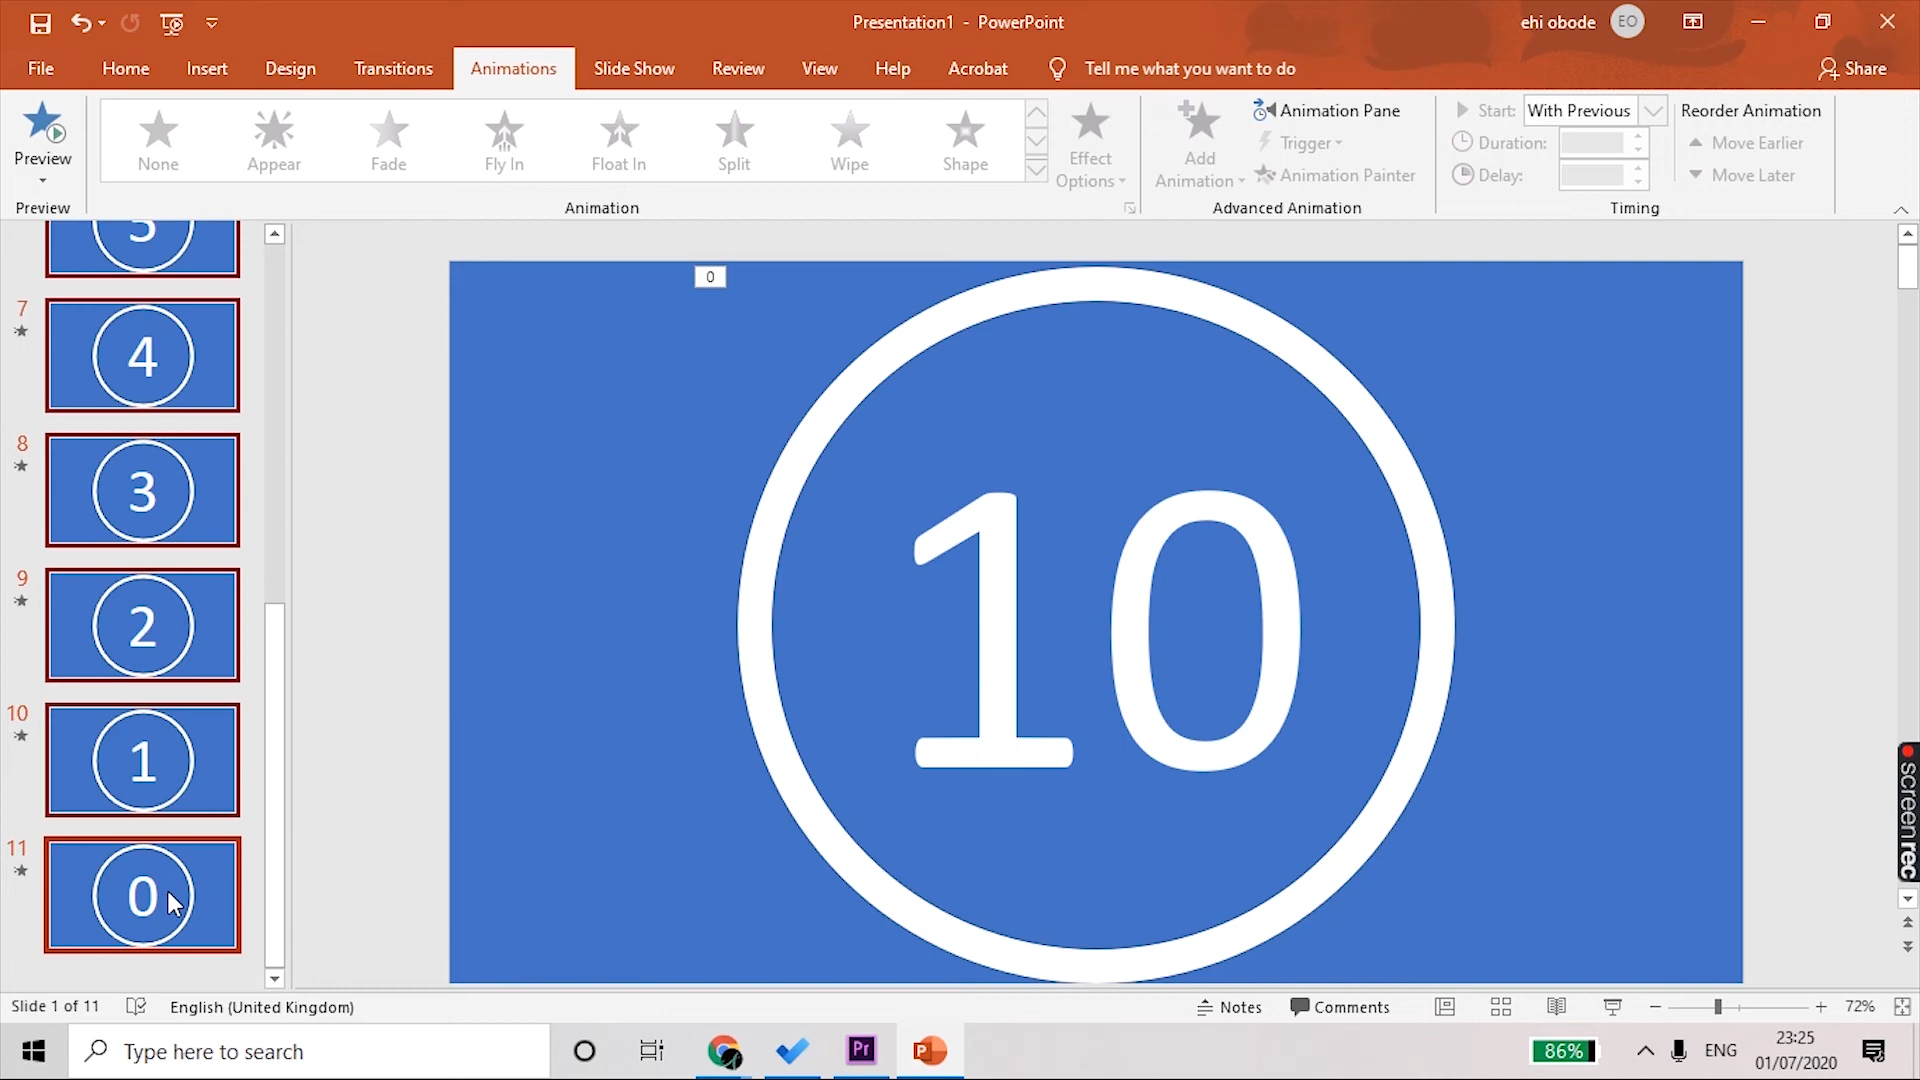 Presentation1 - PowerPoint
ehi obode
EO
File
Home
Insert
Design
Transitions
Animations
Slide Show
Review
View
Help
Acrobat
Tell me what you want to do
Share
Preview
Preview
None
Appear
Fade
Fly In
Float In
Split
Wipe
Shape
Animation
Effect
Options
Add
Animation
Animation Pane
Trigger
Animation Painter
Advanced Animation
Start:
With Previous
Duration:
Delay:
Timing
Reorder Animation
Move Earlier
Move Later
5
7
4
8
3
9
2
10
1
11
0
0
10
screenrec
Slide 1 of 11
English (United Kingdom)
Notes
Comments
72%
Type here to search
Pr
P
86%
ENG
23:25
01/07/2020